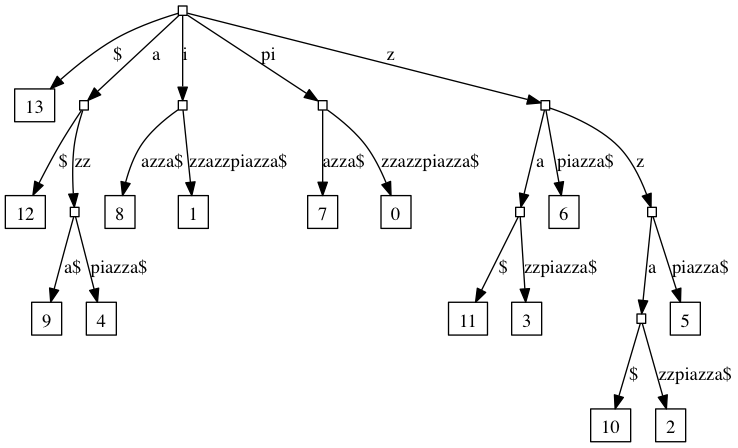 $ a i pi z
13
$ zz azza$ zzazzpiazza$ azza$ zzazzpiazza$ a piazza$ z
12 8 1 7 0 6
a$ piazza$ $ zzpiazza$ a piazza$
9 4 11 3 5
$ zzpiazza$
10 2